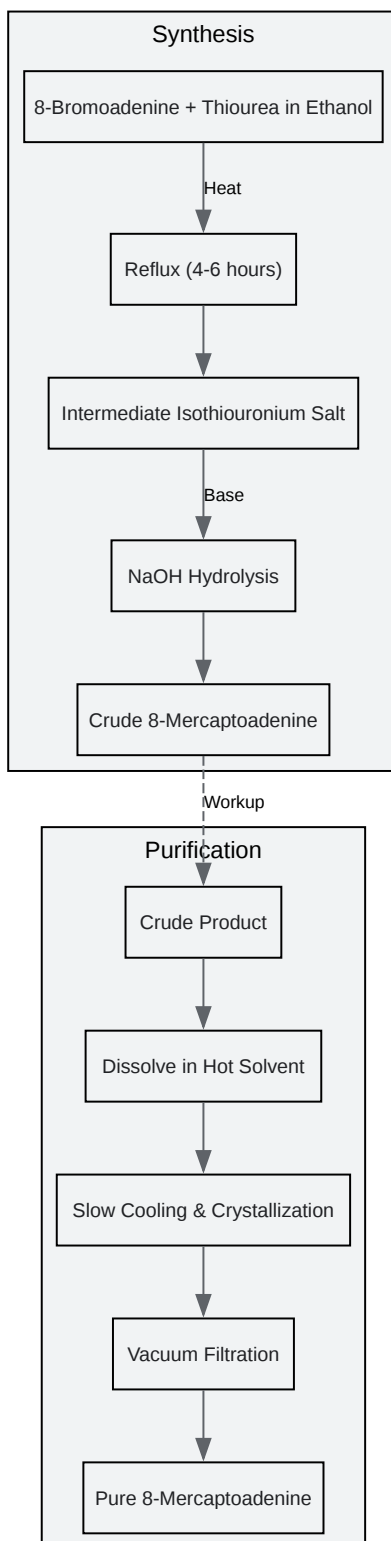 Synthesis
8-Bromoadenine + Thiourea in Ethanol
Heat
Reflux (4-6 hours)
Intermediate Isothiouronium Salt
Base
NaOH Hydrolysis
Crude 8-Mercaptoadenine
Workup
Purification
Crude Product
Dissolve in Hot Solvent
Slow Cooling & Crystallization
Vacuum Filtration
Pure 8-Mercaptoadenine